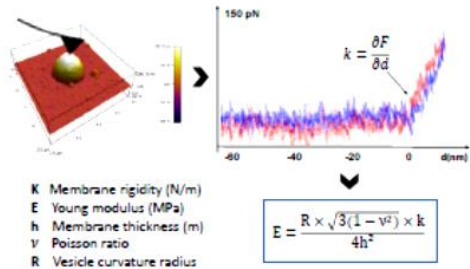 150 pN
k = ∂F/∂d
-60 -40 -20 0 d(nm)
K Membrane rigidity (N/m)
E Young modulus (MPa)
h Membrane thickness (m)
ν Poisson ratio
R Vesicle curvature radius
E = R × √3(1 − ν²) × k / 4h²